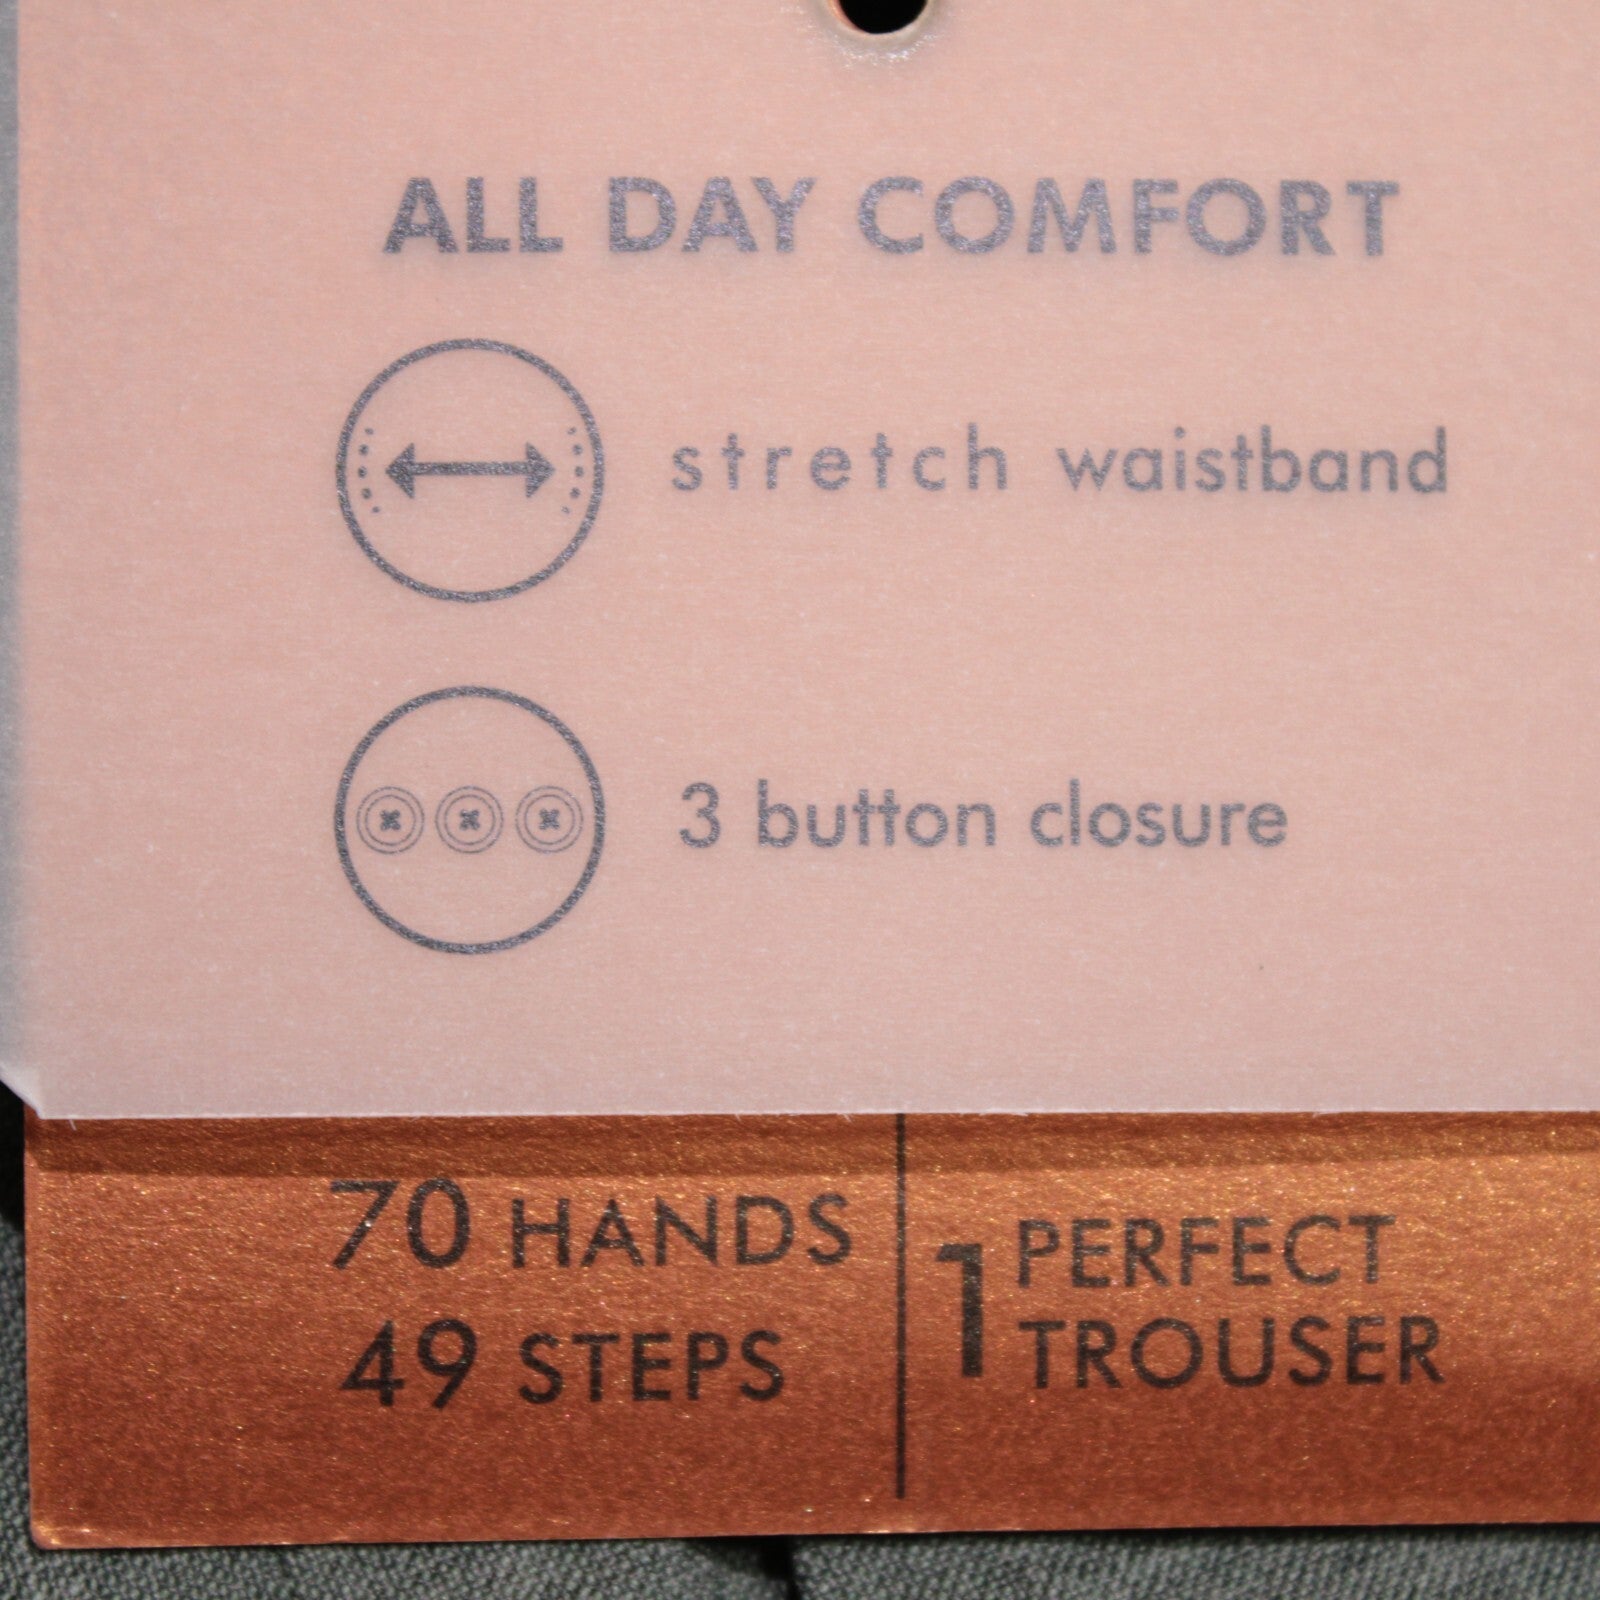 ALL DAY COMFORT
stretch waistband
3 button closure
70 HANDS
49 STEPS
1 PERFECT
TROUSER